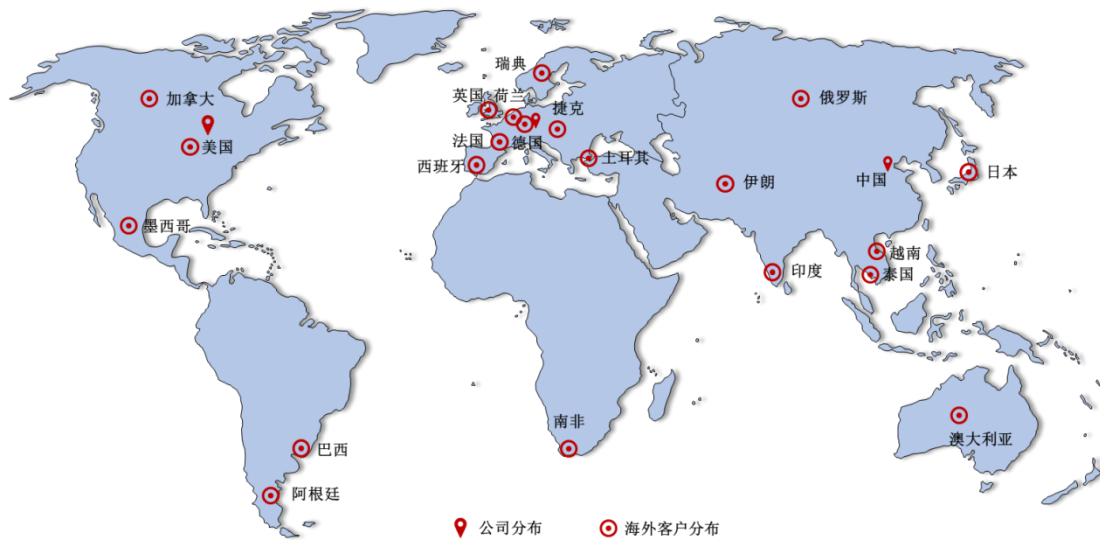 瑞典
加拿大
英国
荷兰
俄罗斯
捷克
美国
法国
德国
土耳其
西班牙
中国
日本
伊朗
墨西哥
越南
印度
泰国
南非
澳大利亚
巴西
阿根廷
公司分布
海外客户分布